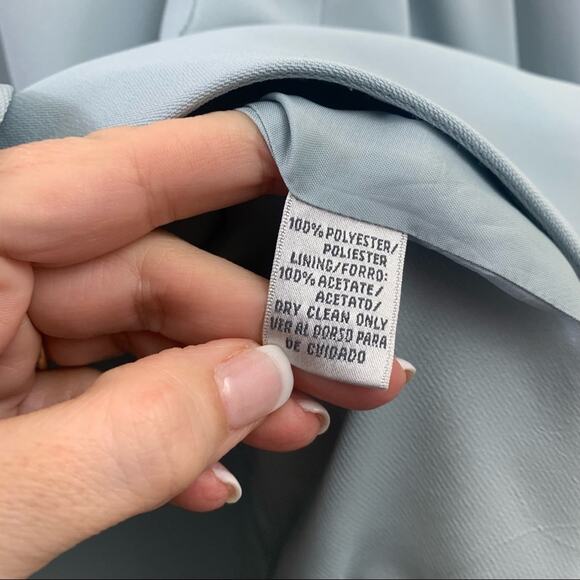 100% POLYESTER/
POLIESTER
LINING/FORRO:
100% ACETATE/
ACETATO/
DRY CLEAN ONLY
VER AL DORSO PARA
DE CUIDADO